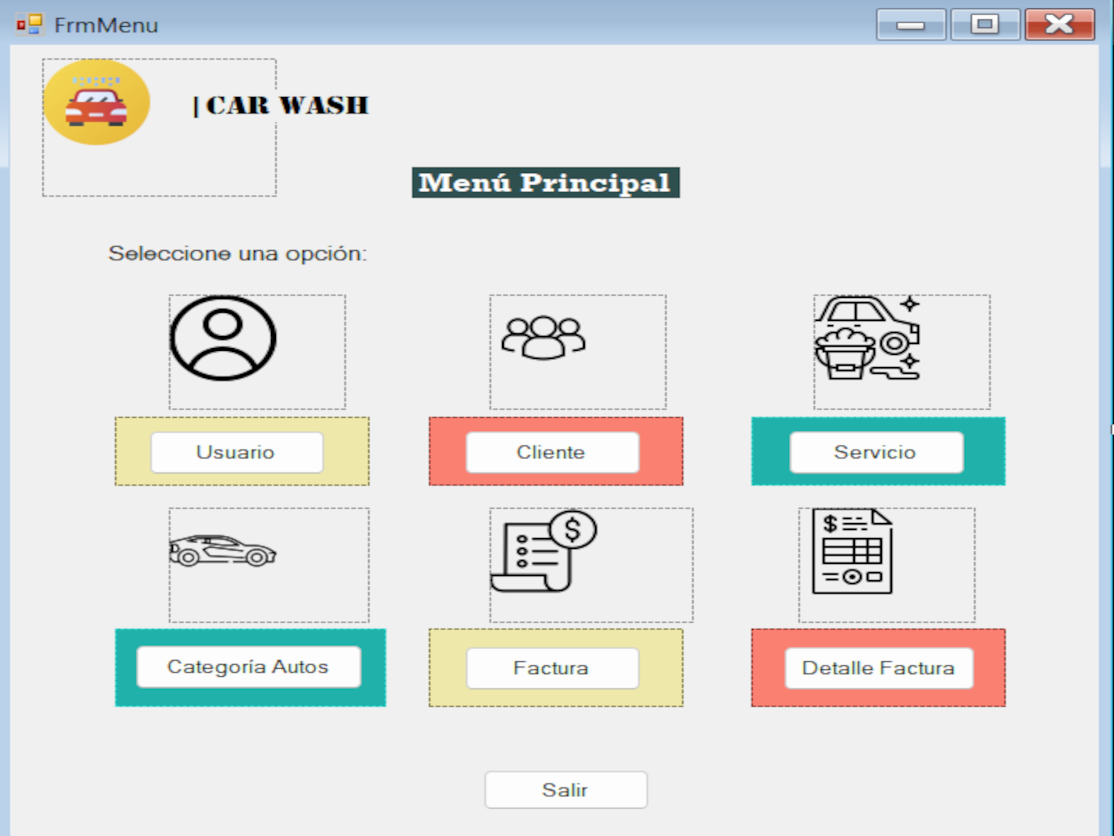 FrmMenu
| CAR WASH
Menú Principal
Seleccione una opción:
Usuario
Cliente
Servicio
$
$
Categoría Autos
Factura
Detalle Factura
Salir